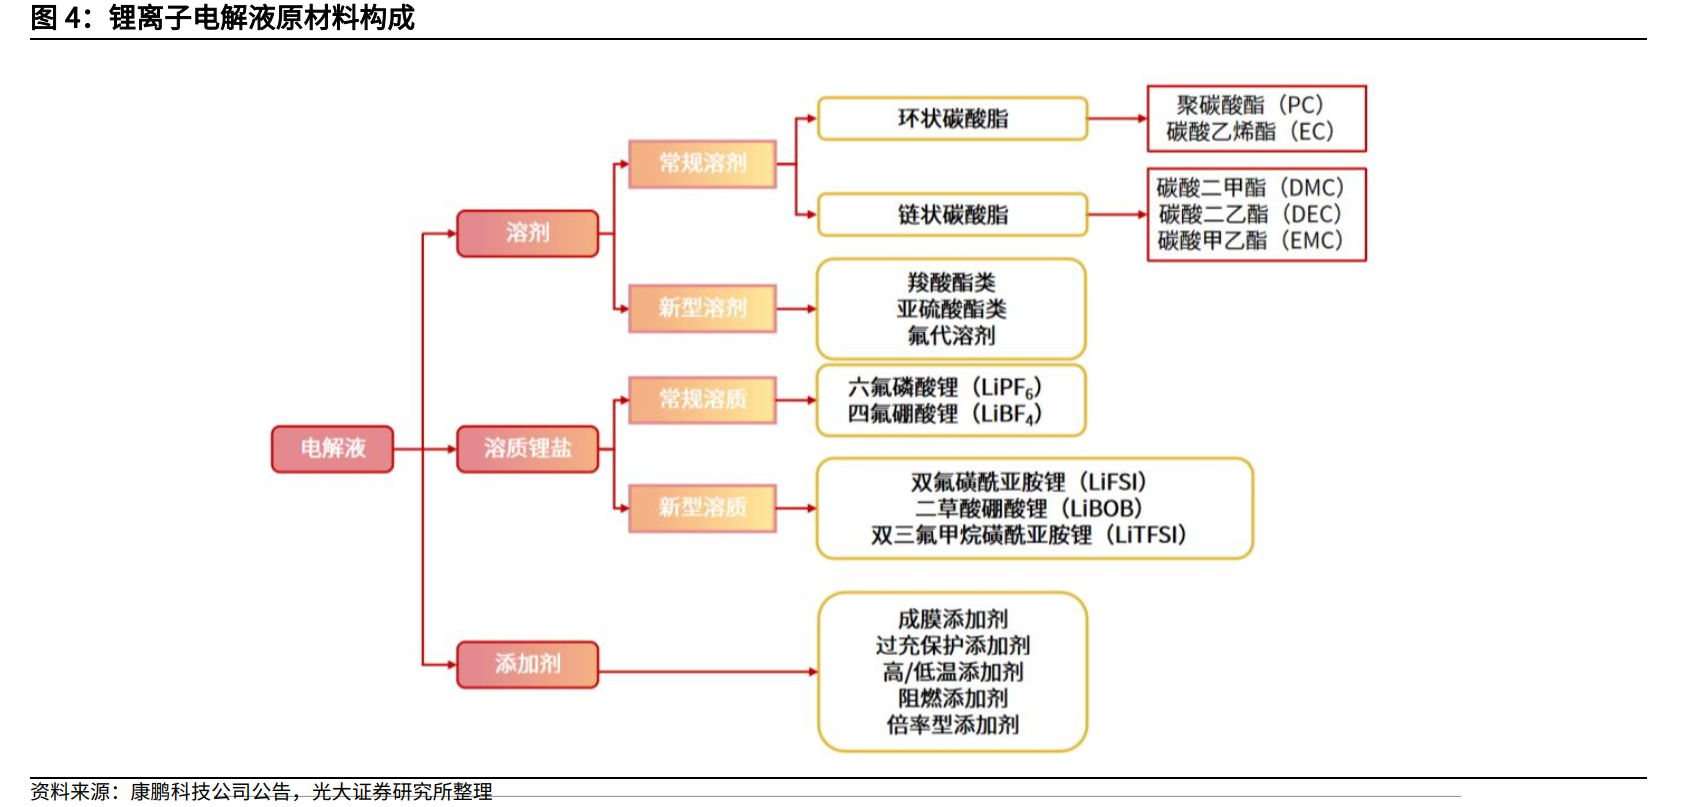 图 4：锂离子电解液原材料构成
环状碳酸脂
聚碳酸酯（PC）
碳酸乙烯酯（EC）
常规溶剂
链状碳酸脂
碳酸二甲酯（DMC）
碳酸二乙酯（DEC）
碳酸甲乙酯（EMC）
溶剂
新型溶剂
羧酸酯类
亚硫酸酯类
氟代溶剂
常规溶质
六氟磷酸锂（LiPF₆）
四氟硼酸锂（LiBF₄）
电解液
溶质锂盐
新型溶质
双氟磺酰亚胺锂（LiFSI）
二草酸硼酸锂（LiBOB）
双三氟甲烷磺酰亚胺锂（LiTFSI）
添加剂
成膜添加剂
过充保护添加剂
高/低温添加剂
阻燃添加剂
倍率型添加剂
资料来源：康鹏科技公司公告，光大证券研究所整理